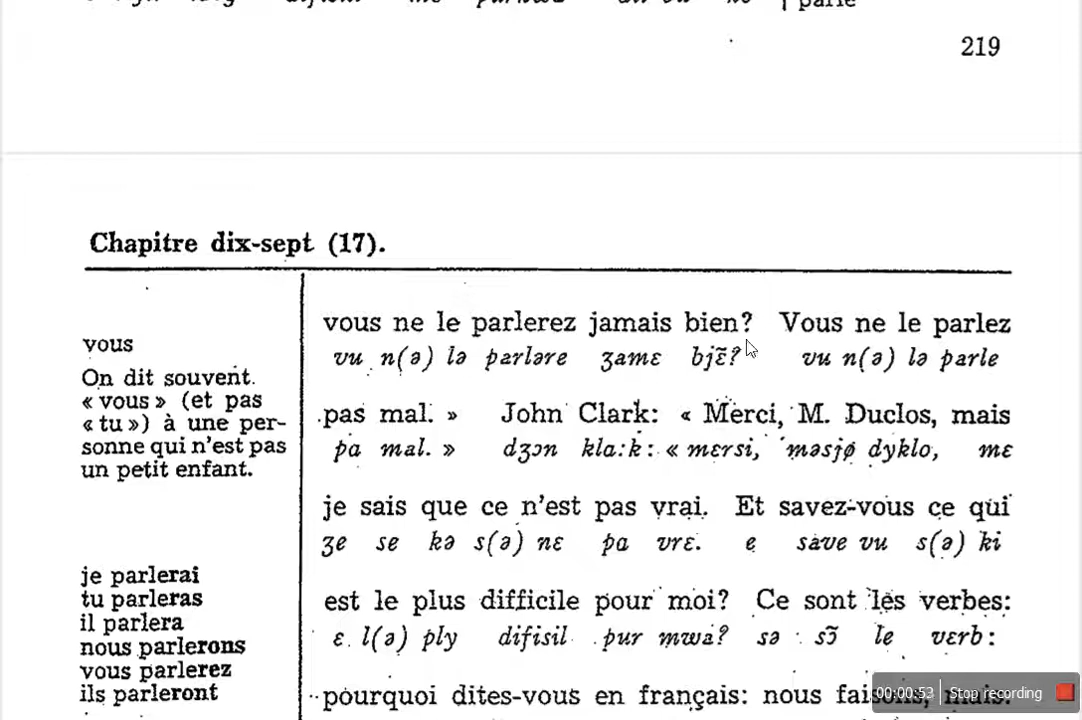 parle
219
Chapitre dix-sept (17).
vous ne le parlerez jamais bien? Vous ne le parlez
vu n(ə) lə parləre ʒamɛ bjɛ̃? vu n(ə) lə parle
pas mal. » John Clark: « Merci, M. Duclos, mais
pa mal. » dʒɔn kla:k: « mɛrsi, məsjø dyklo, mɛ
je sais que ce n'est pas vrai. Et savez-vous ce qui
ʒe se kə s(ə) nɛ pa vrɛ. e save vu s(ə) ki
est le plus difficile pour moi? Ce sont les verbes:
ɛ l(ə) ply difisil pur mwa? sə sɔ̃ le vɛrb:
pourquoi dites-vous en français: nous faisons, mais:
vous
On dit souvent
« vous » (et pas
« tu ») à une per-
sonne qui n'est pas
un petit enfant.
je parlerai
tu parleras
il parlera
nous parlerons
vous parlerez
ils parleront
00:00:53 Stop recording